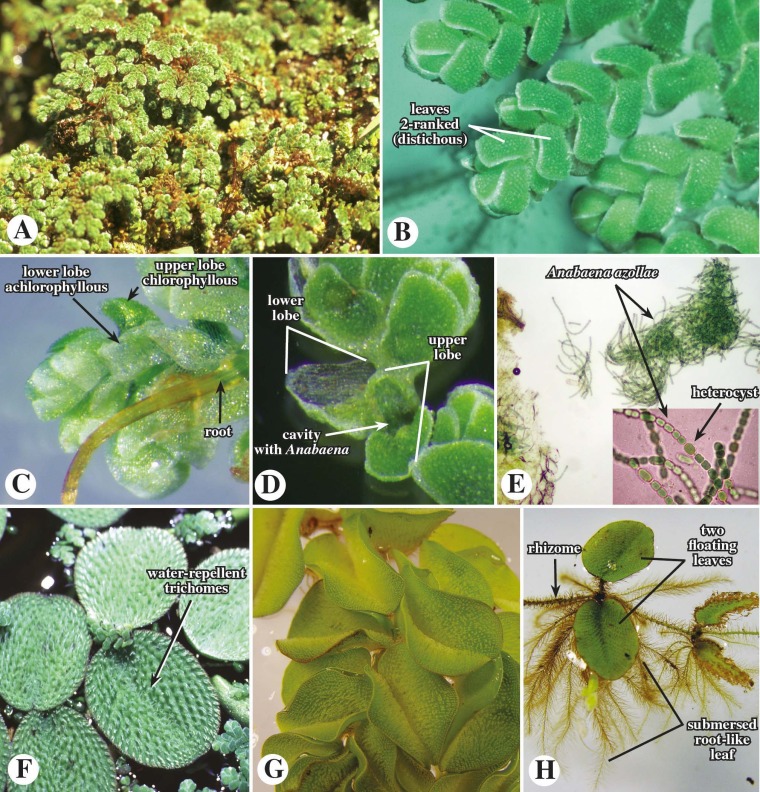 A
leaves
2-ranked
(distichous)
B
lower lobe
achlorophyllous
upper lobe
chlorophyllous
root
C
lower
lobe
upper
lobe
cavity
with Anabaena
D
Anabaena azollae
heterocyst
E
water-repellent
trichomes
F
G
rhizome
two
floating
leaves
submersed
root-like
leaf
H